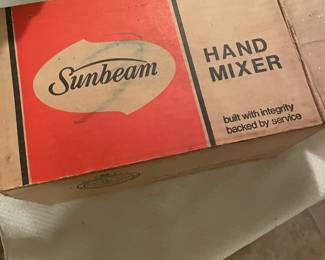 Sunbeam
HAND
MIXER
built with integrity
backed by service